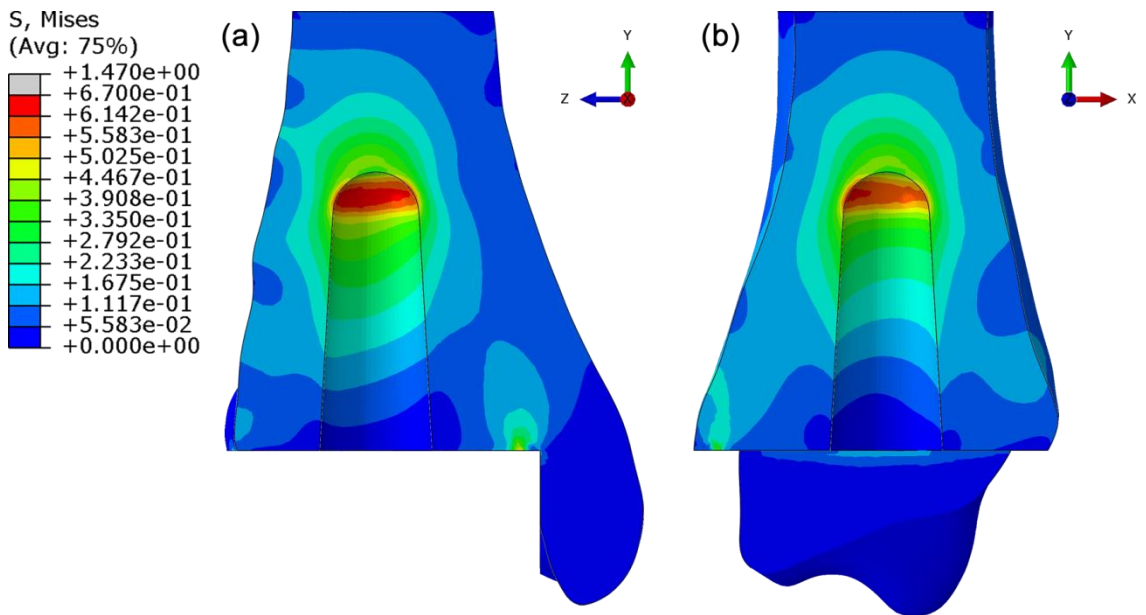 S, Mises
(Avg: 75%)
+1.470e+00
+6.700e-01
+6.142e-01
+5.583e-01
+5.025e-01
+4.467e-01
+3.908e-01
+3.350e-01
+2.792e-01
+2.233e-01
+1.675e-01
+1.117e-01
+5.583e-02
+0.000e+00
(a)
Y
Z
X
(b)
Y
Z
X